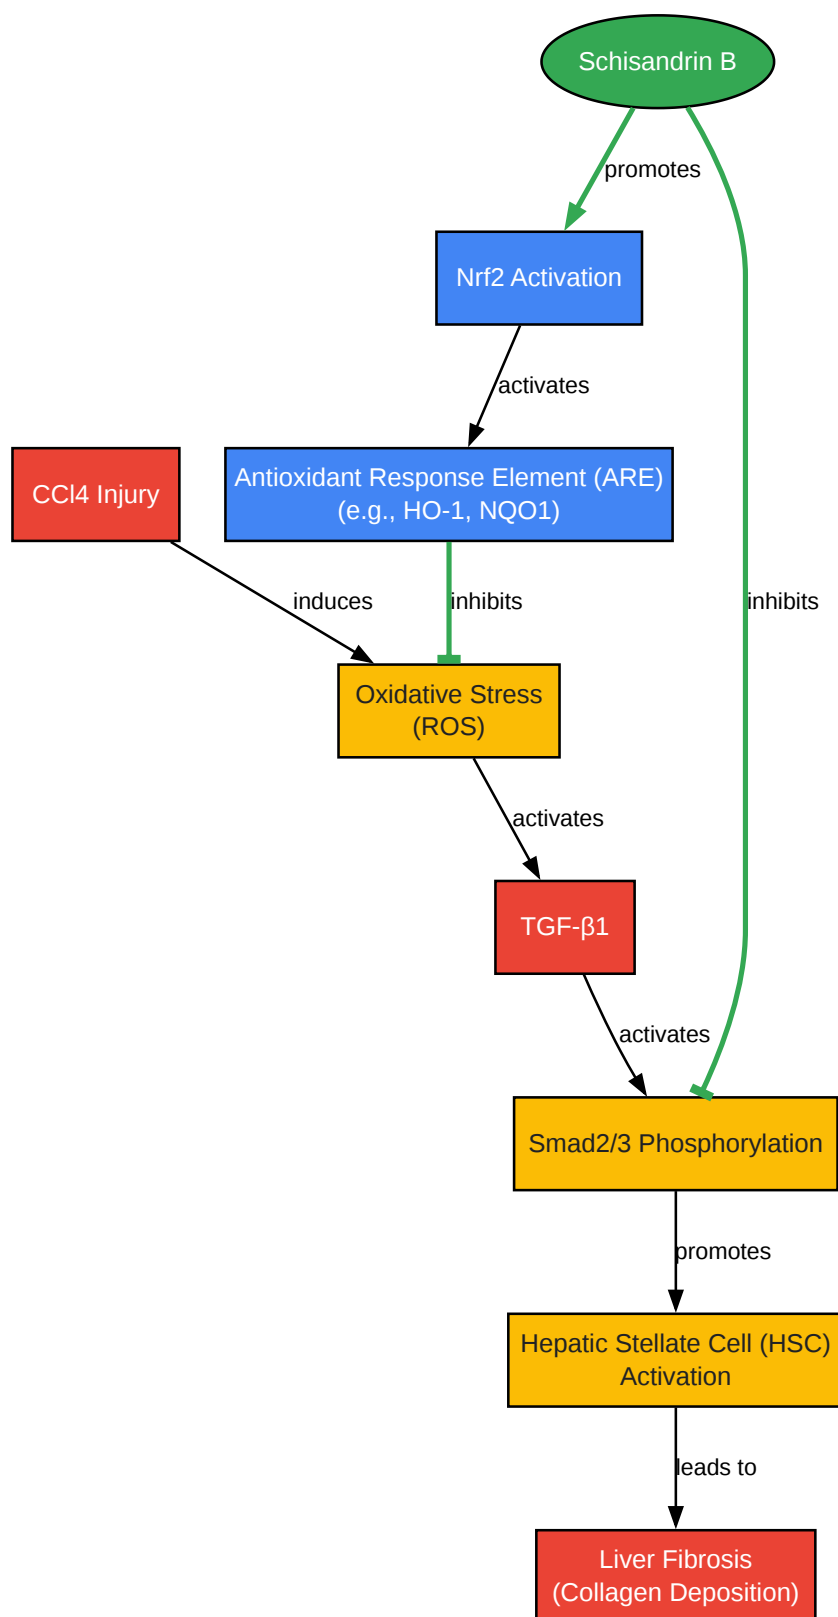 Schisandrin B
promotes
Nrf2 Activation
activates
CCl4 Injury
Antioxidant Response Element (ARE)
(e.g., HO-1, NQO1)
induces
inhibits
inhibits
Oxidative Stress
(ROS)
activates
TGF-β1
activates
Smad2/3 Phosphorylation
promotes
Hepatic Stellate Cell (HSC)
Activation
leads to
Liver Fibrosis
(Collagen Deposition)